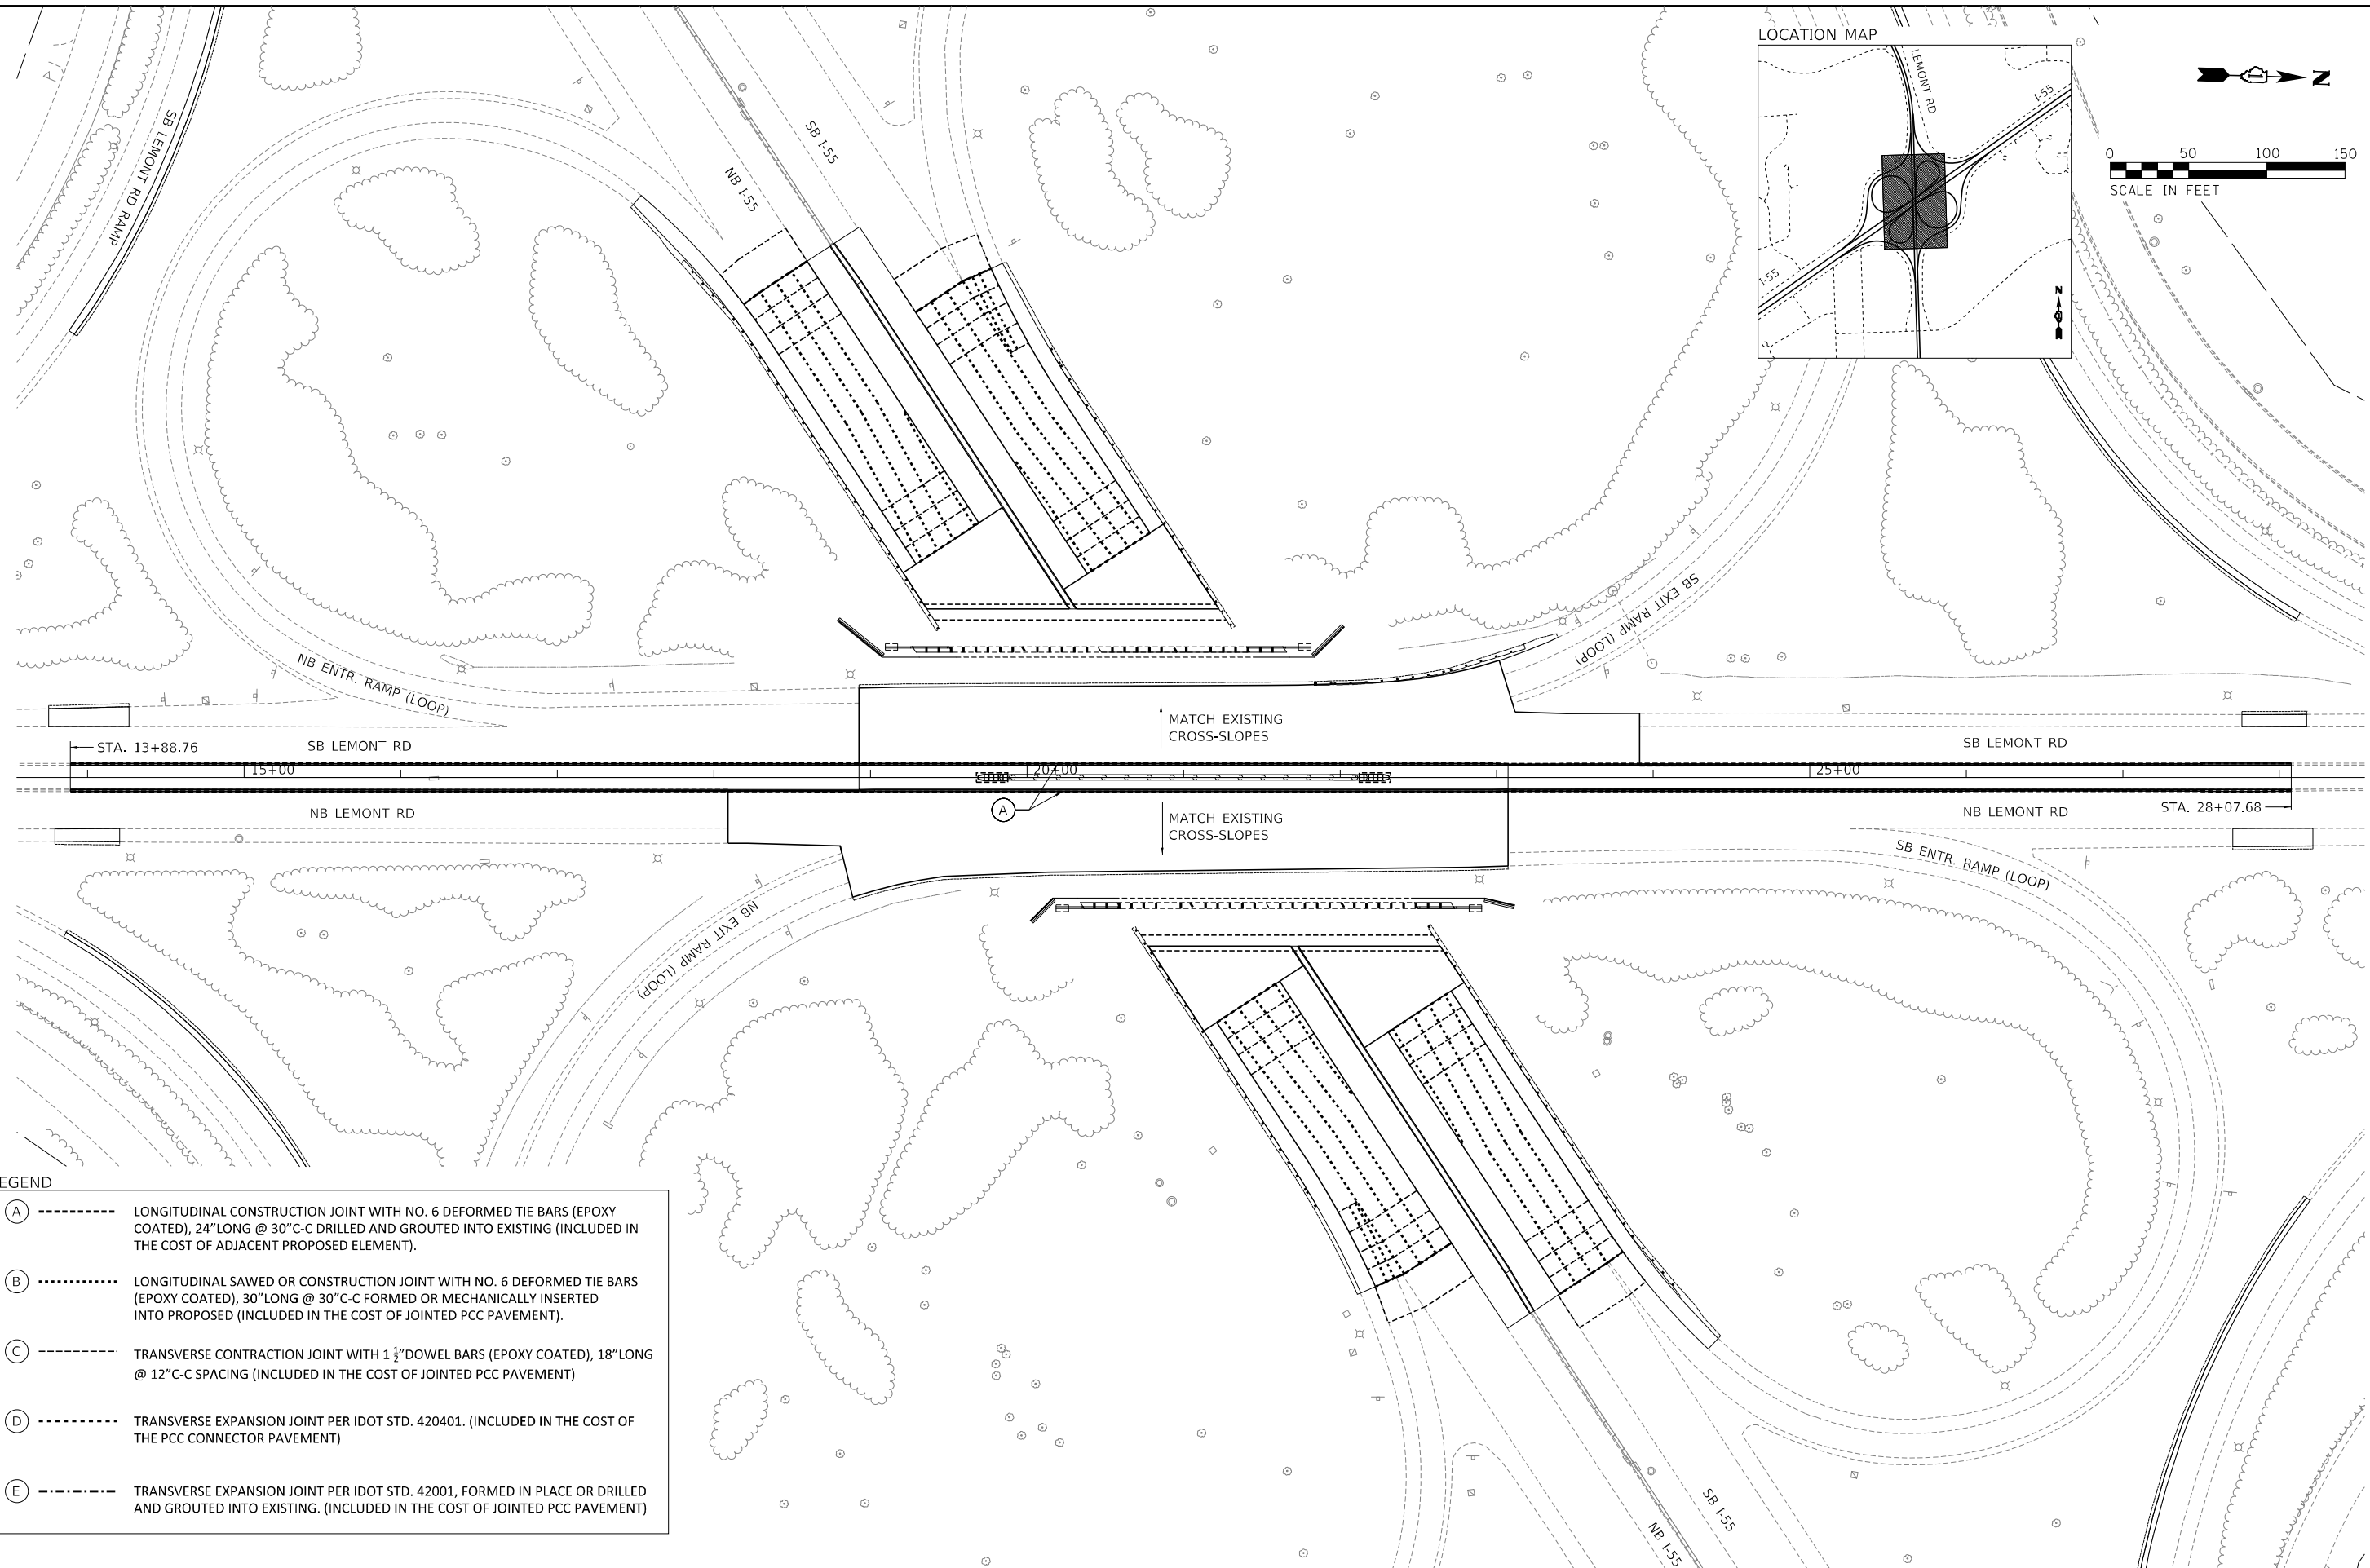 LOCATION MAP
LEMONT RD
I-55
I-55
N
N
0 50 100 150
SCALE IN FEET
SB LEMONT RD RAMP
SB I-55
NB I-55
SB EXIT RAMP (LOOP)
NB ENTR. RAMP (LOOP)
MATCH EXISTING
CROSS-SLOPES
STA. 13+88.76
SB LEMONT RD
SB LEMONT RD
15+00
20+00
25+00
A
NB LEMONT RD
MATCH EXISTING
CROSS-SLOPES
NB LEMONT RD
STA. 28+07.68
SB ENTR. RAMP (LOOP)
NB EXIT RAMP (LOOP)
SB I-55
NB I-55
EGEND
A LONGITUDINAL CONSTRUCTION JOINT WITH NO. 6 DEFORMED TIE BARS (EPOXY
COATED), 24"LONG @ 30"C-C DRILLED AND GROUTED INTO EXISTING (INCLUDED IN
THE COST OF ADJACENT PROPOSED ELEMENT).
B LONGITUDINAL SAWED OR CONSTRUCTION JOINT WITH NO. 6 DEFORMED TIE BARS
(EPOXY COATED), 30"LONG @ 30"C-C FORMED OR MECHANICALLY INSERTED
INTO PROPOSED (INCLUDED IN THE COST OF JOINTED PCC PAVEMENT).
C TRANSVERSE CONTRACTION JOINT WITH 1 1/2"DOWEL BARS (EPOXY COATED), 18"LONG
@ 12"C-C SPACING (INCLUDED IN THE COST OF JOINTED PCC PAVEMENT)
D TRANSVERSE EXPANSION JOINT PER IDOT STD. 420401. (INCLUDED IN THE COST OF
THE PCC CONNECTOR PAVEMENT)
E TRANSVERSE EXPANSION JOINT PER IDOT STD. 42001, FORMED IN PLACE OR DRILLED
AND GROUTED INTO EXISTING. (INCLUDED IN THE COST OF JOINTED PCC PAVEMENT)